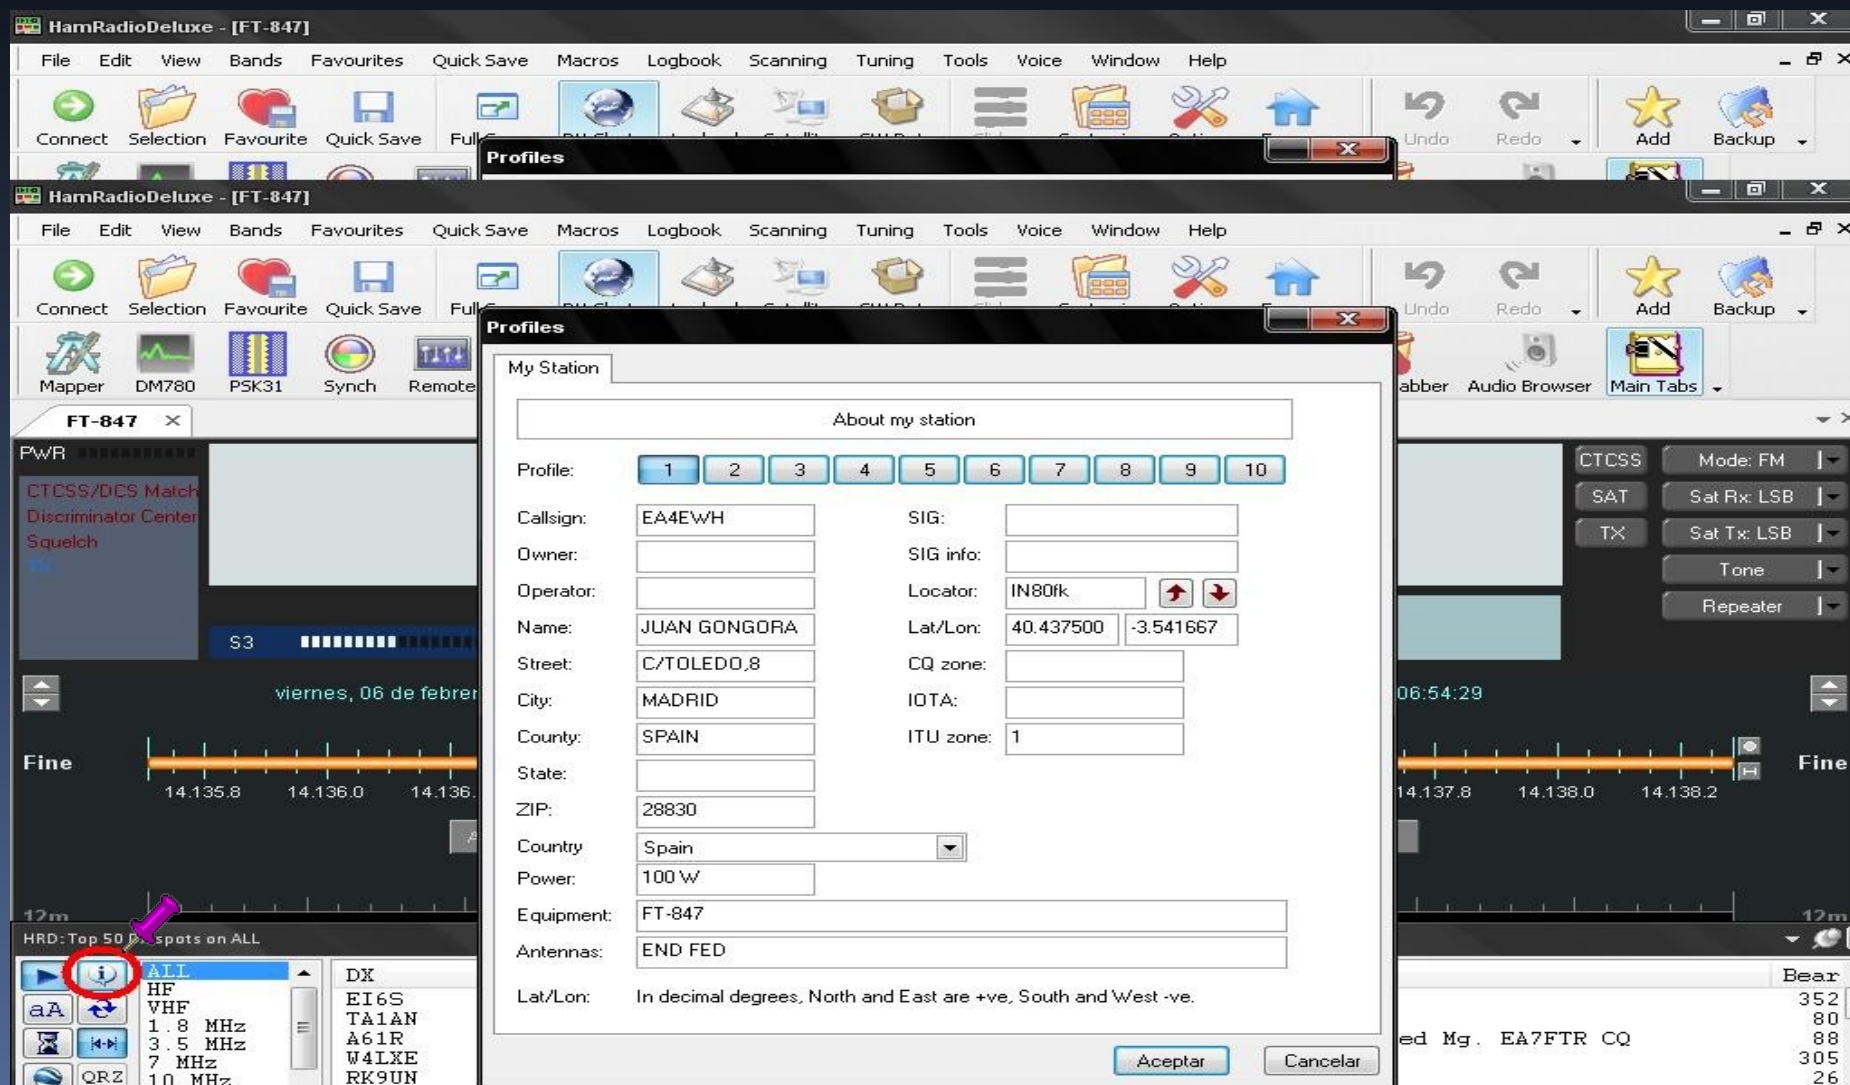 HamRadioDeluxe - [FT-847]
File Edit View Bands Favourites Quick Save Macros Logbook Scanning Tuning Tools Voice Window Help
Connect Selection Favourite Quick Save Undo Redo Add Backup
Profiles
HamRadioDeluxe - [FT-847]
File Edit View Bands Favourites Quick Save Macros Logbook Scanning Tuning Tools Voice Window Help
Connect Selection Favourite Quick Save Undo Redo Add Backup
Profiles
Mapper DM780 PSK31 Synch Remote abber Audio Browser Main Tabs
My Station
FT-847
About my station
PWR
CTCSS/DCS Match
Discriminator Center
Squelch
S3
CTCSS Mode: FM
SAT Sat Rx: LSB
TX Sat Tx: LSB
Tone
Repeater
Profile: 1 2 3 4 5 6 7 8 9 10
Callsign: EA4EWH SIG:
Owner: SIG info:
Operator: Locator: IN80fk
Name: JUAN GONGORA Lat/Lon: 40.437500 -3.541667
Street: C/TOLEDO,8 CQ zone:
City: MADRID IOTA:
County: SPAIN ITU zone: 1
State:
ZIP: 28830
Country Spain
Power: 100 W
Equipment: FT-847
Antennas: END FED
Lat/Lon: In decimal degrees, North and East are +ve, South and West -ve.
Aceptar Cancelar
viernes, 06 de febrer 06:54:29
Fine Fine
14.135.8 14.136.0 14.136. 14.137.8 14.138.0 14.138.2
12m 12m
HRD: Top 50 spots on ALL
ALL
HF
VHF
1.8 MHz
3.5 MHz
7 MHz
10 MHz
aA
QRZ
DX
EI6S
TA1AN
A61R
W4LXE
RK9UN
Bear
352
80
ed Mg. EA7FTR CQ 88
305
26